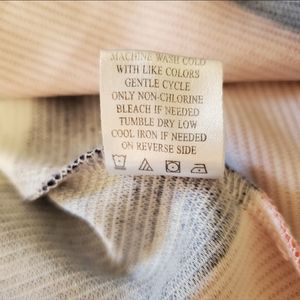 MACHINE WASH COLD
WITH LIKE COLORS
GENTLE CYCLE
ONLY NON-CHLORINE
BLEACH IF NEEDED
TUMBLE DRY LOW
COOL IRON IF NEEDED
ON REVERSE SIDE